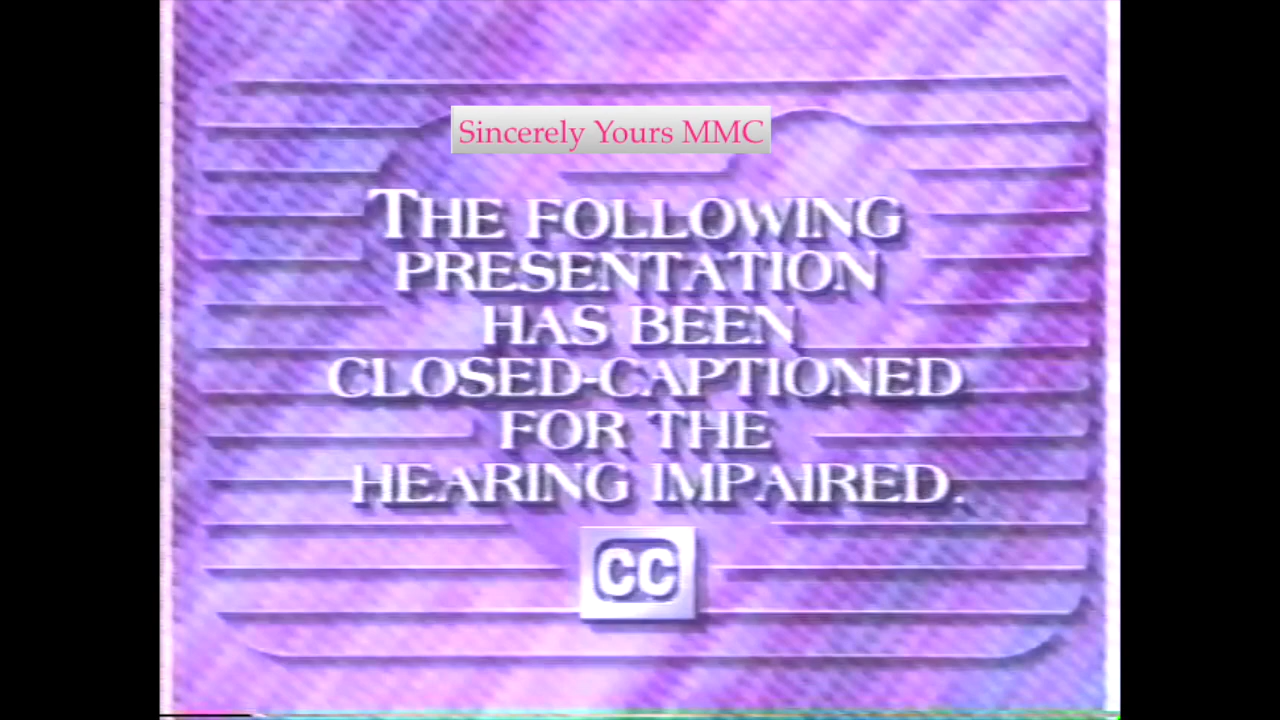 Sincerely Yours MMC
THE FOLLOWING
PRESENTATION
HAS BEEN
CLOSED-CAPTIONED
FOR THE
HEARING IMPAIRED.
CC